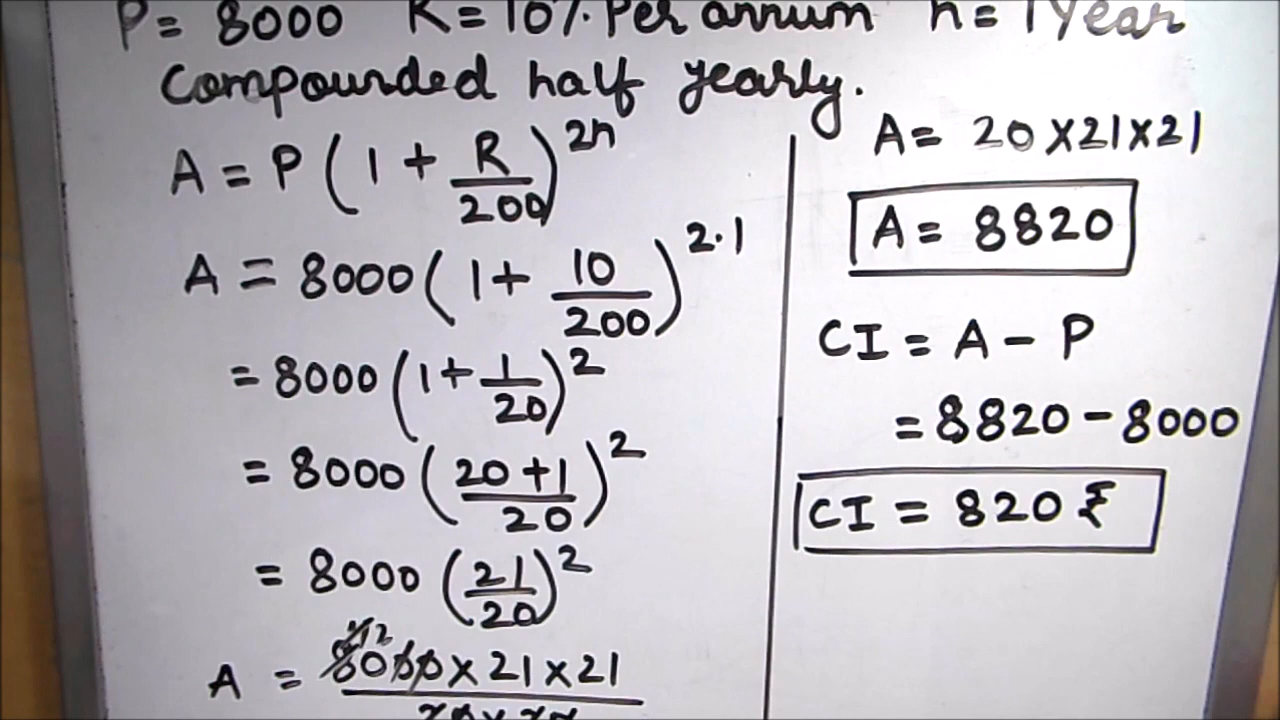 P = 8000 R = 10% Per annum n = 1 Year
Compounded half yearly.
A = P ( 1 + R/200 )^2n
A = 8000 ( 1 + 10/200 )^2·1
= 8000 ( 1 + 1/20 )^2
= 8000 ( 20 + 1/20 )^2
= 8000 ( 21/20 )^2
A = 8000 × 21 × 21
A = 20 × 21 × 21
A = 8820
CI = A − P
= 8820 − 8000
CI = 820 ₹